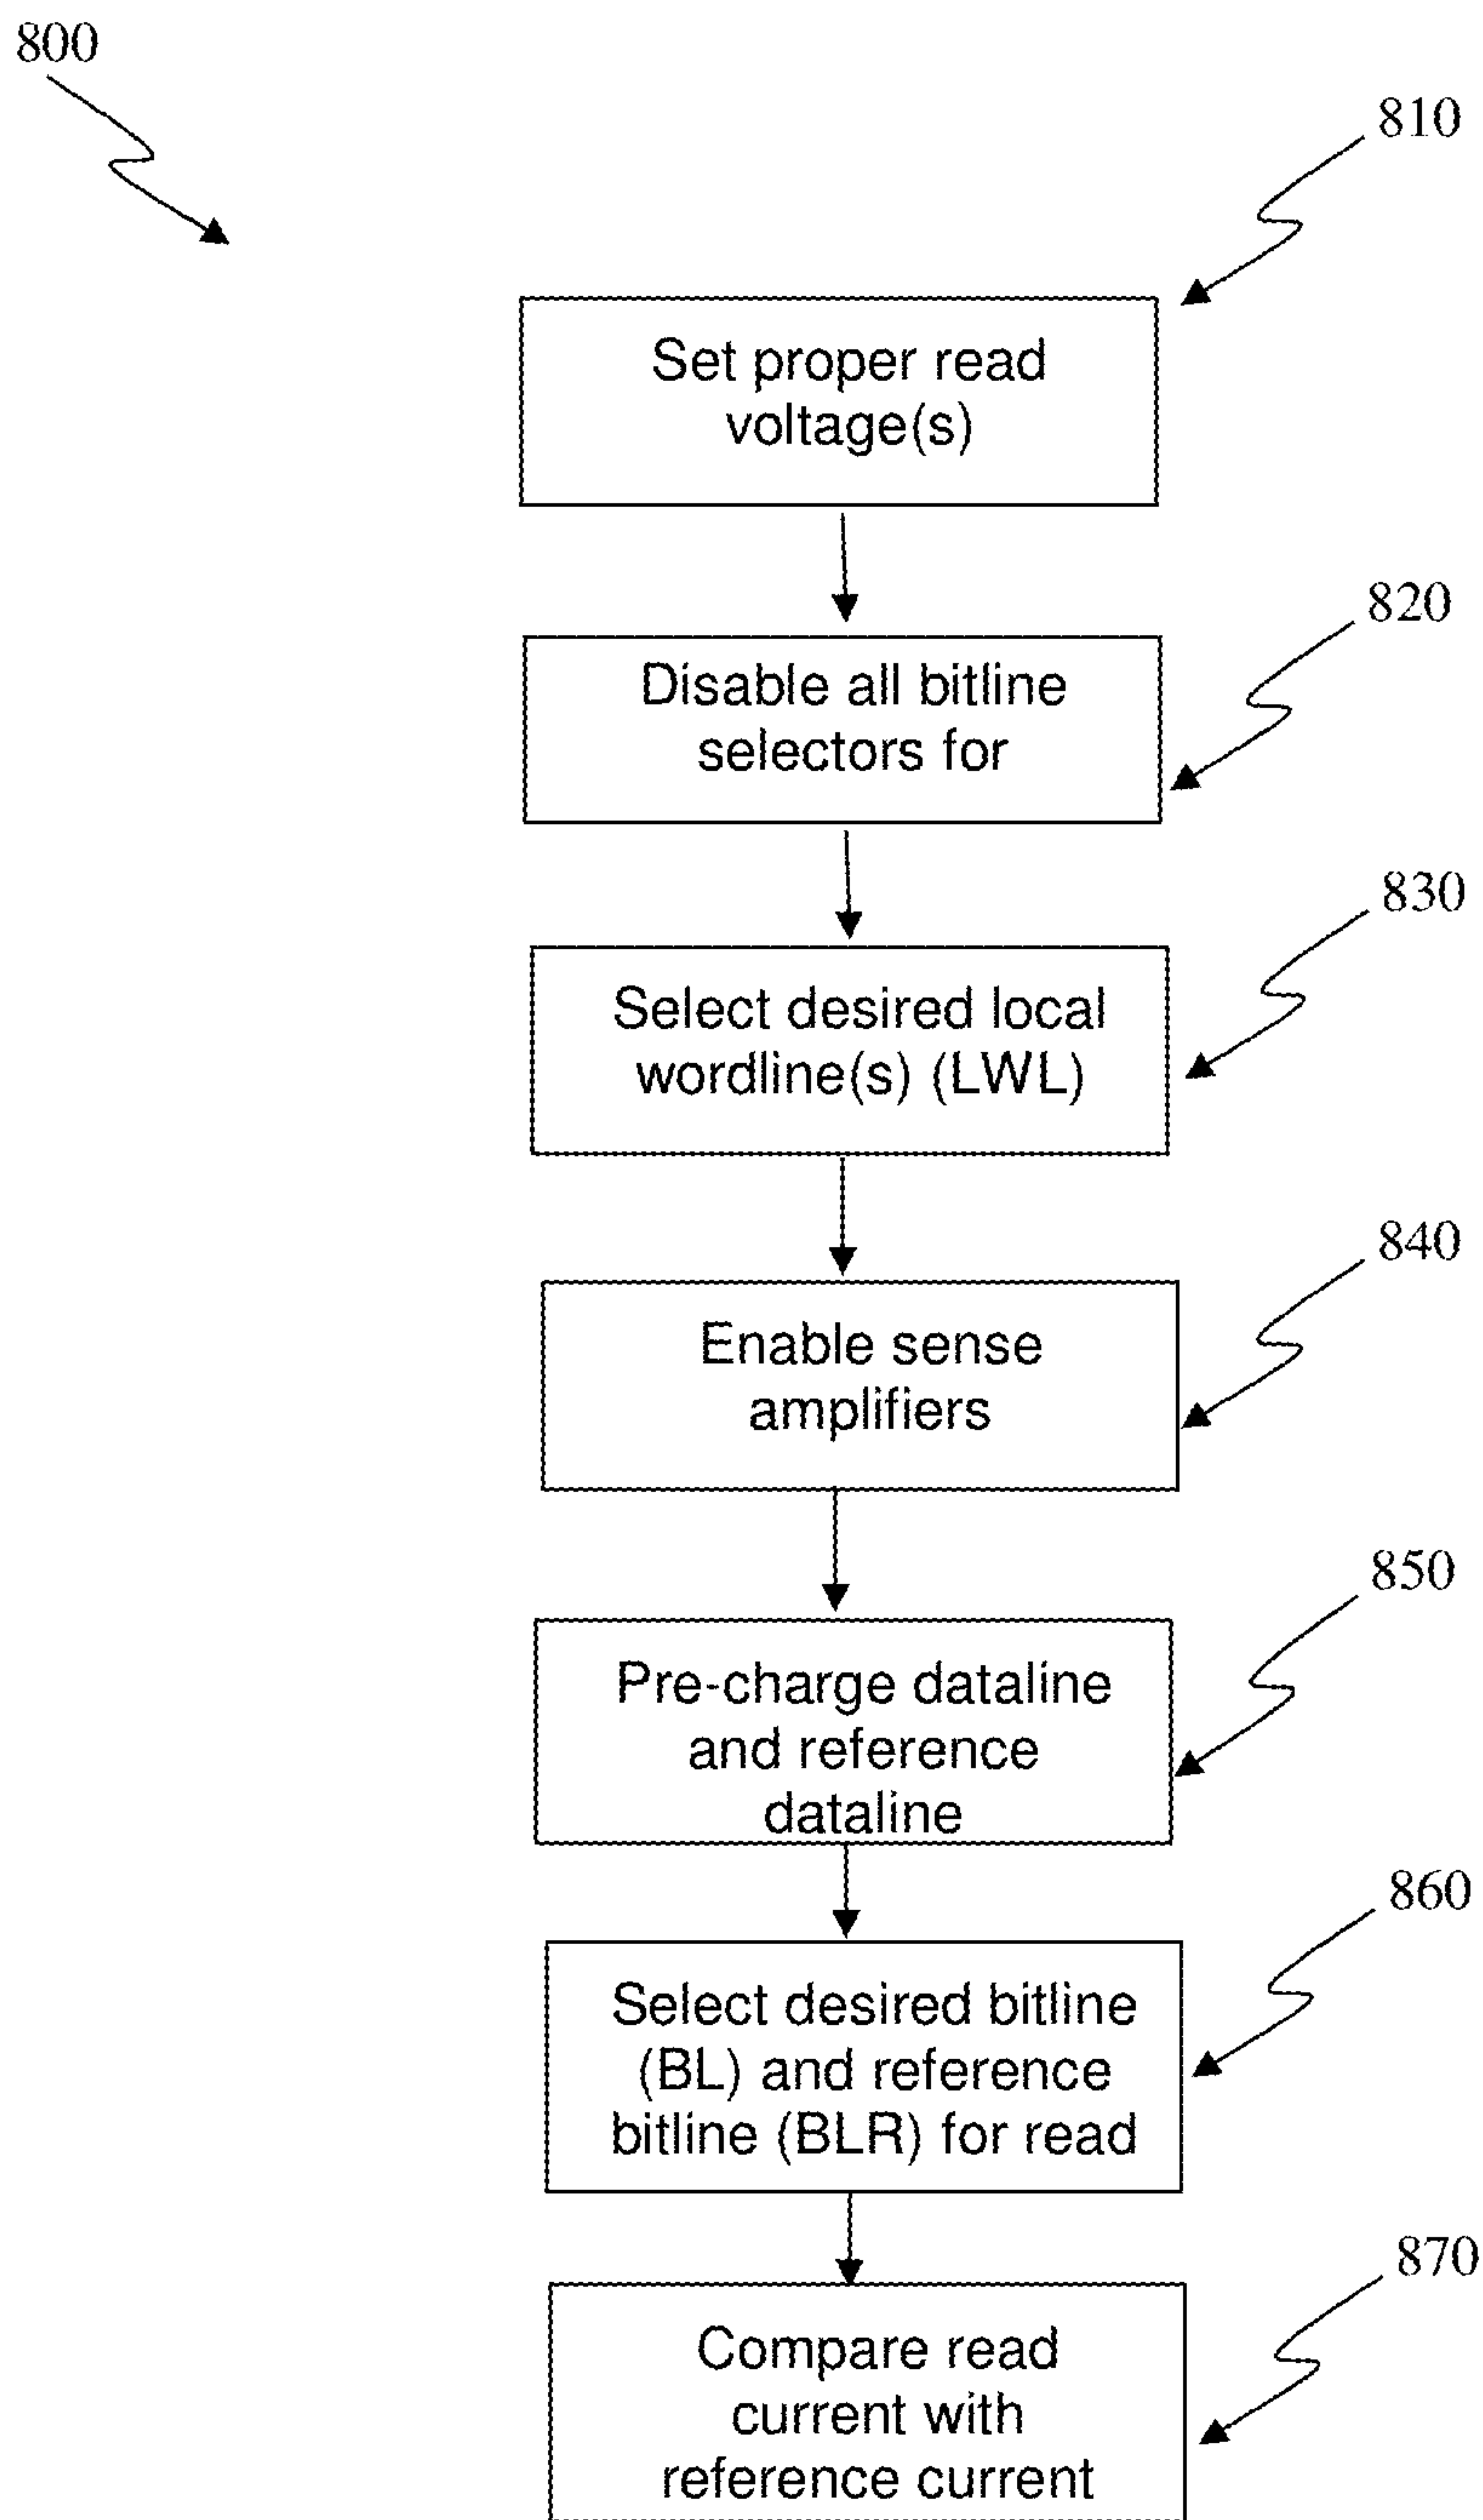 800
810
Set proper read
voltage(s)
820
Disable all bitline
selectors for
830
Select desired local
wordline(s) (LWL)
840
Enable sense
amplifiers
850
Pre-charge dataline
and reference
dataline
860
Select desired bitline
(BL) and reference
bitline (BLR) for read
870
Compare read
current with
reference current